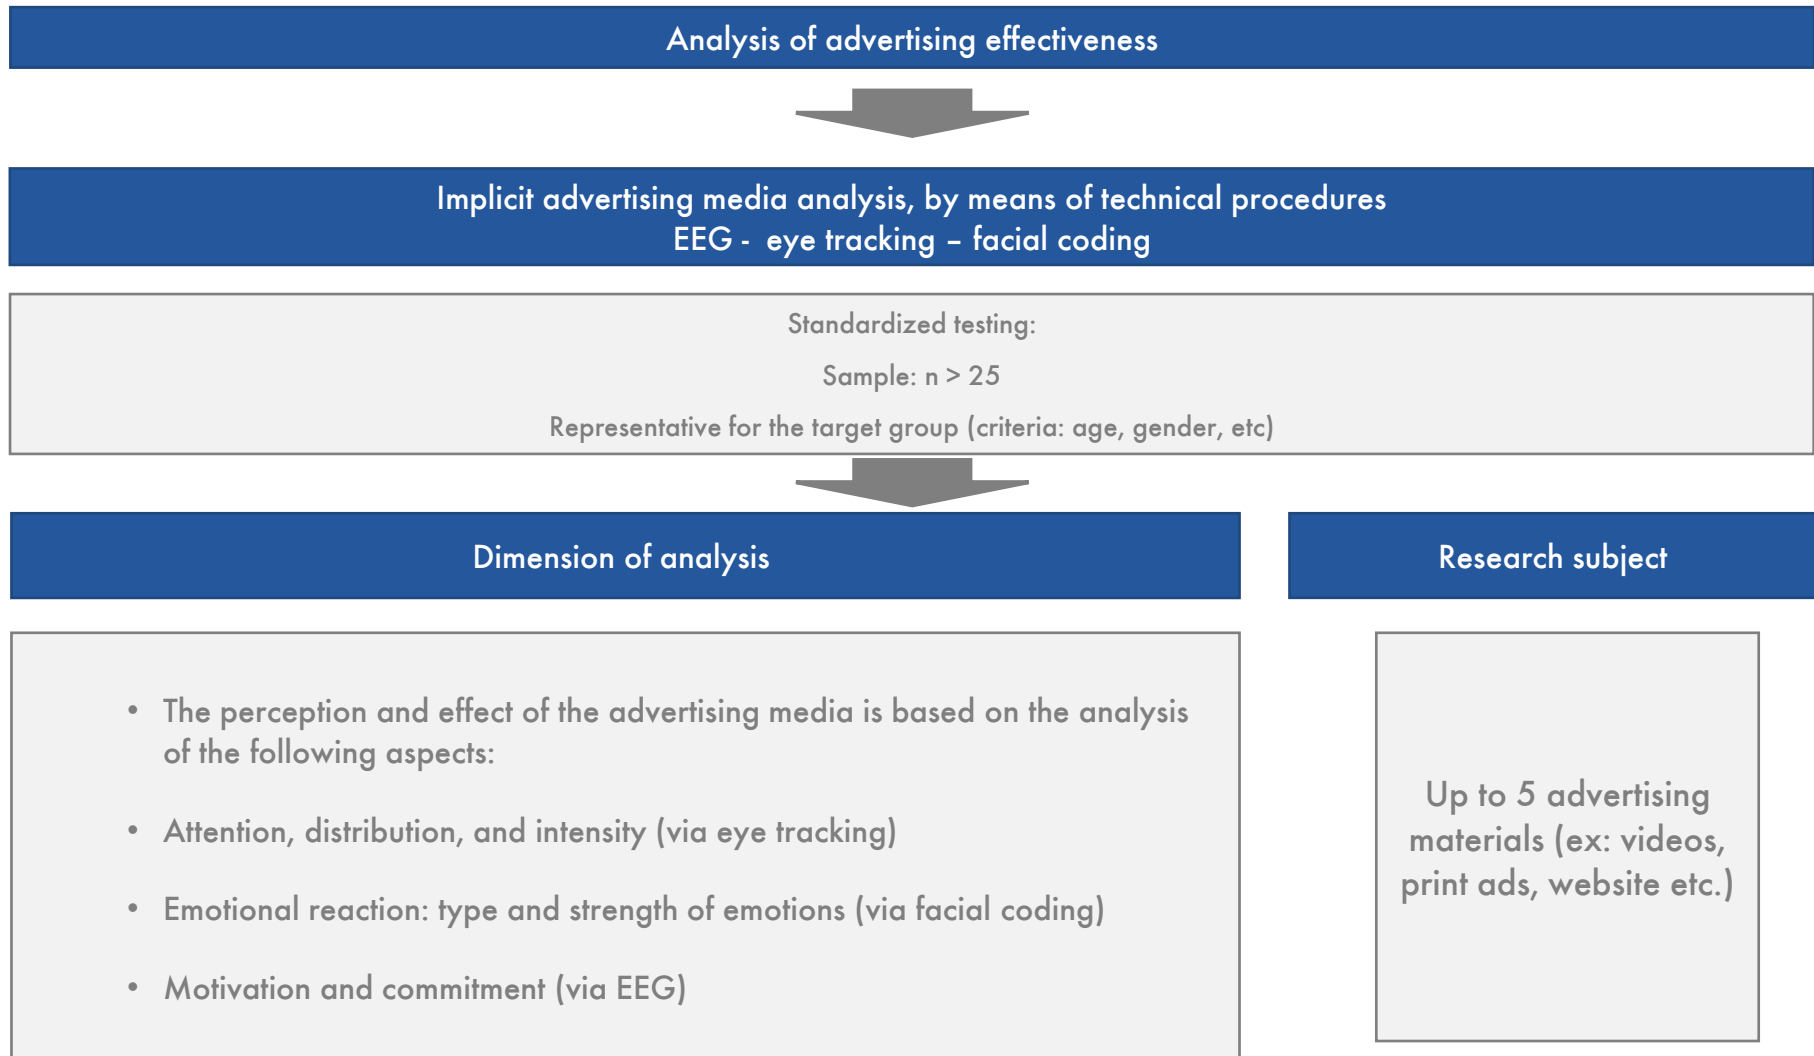 Analysis of advertising effectiveness
Implicit advertising media analysis, by means of technical procedures
EEG -  eye tracking – facial coding
Standardized testing:
Sample: n > 25
Representative for the target group (criteria: age, gender, etc)
Dimension of analysis
• The perception and effect of the advertising media is based on the analysis
of the following aspects:
• Attention, distribution, and intensity (via eye tracking)
• Emotional reaction: type and strength of emotions (via facial coding)
• Motivation and commitment (via EEG)
Research subject
Up to 5 advertising
materials (ex: videos,
print ads, website etc.)